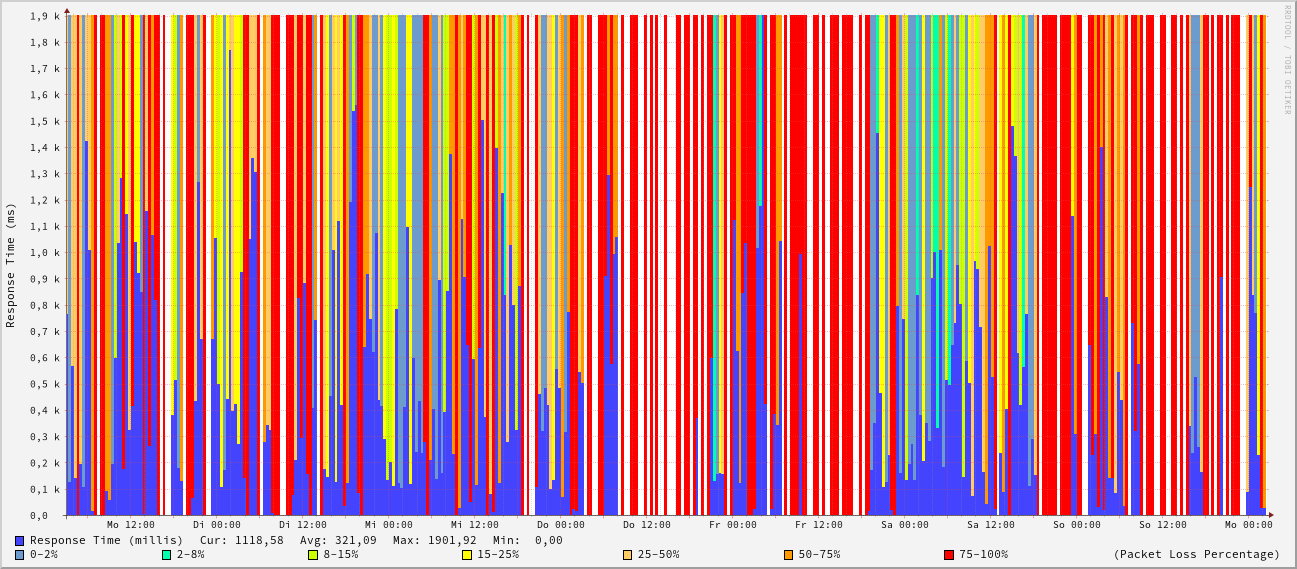 RRDTOOL / TOBI OETIKER
Response Time (ms)
1,9 k
1,8 k
1,7 k
1,6 k
1,5 k
1,4 k
1,3 k
1,2 k
1,1 k
1,0 k
0,9 k
0,8 k
0,7 k
0,6 k
0,5 k
0,4 k
0,3 k
0,2 k
0,1 k
0,0
Mo 12:00 Di 00:00 Di 12:00 Mi 00:00 Mi 12:00 Do 00:00 Do 12:00 Fr 00:00 Fr 12:00 Sa 00:00 Sa 12:00 So 00:00 So 12:00 Mo 00:00
Response Time (millis) Cur: 1118,58 Avg: 321,09 Max: 1901,92 Min: 0,00
0-2% 2-8% 8-15% 15-25% 25-50% 50-75% 75-100% (Packet Loss Percentage)